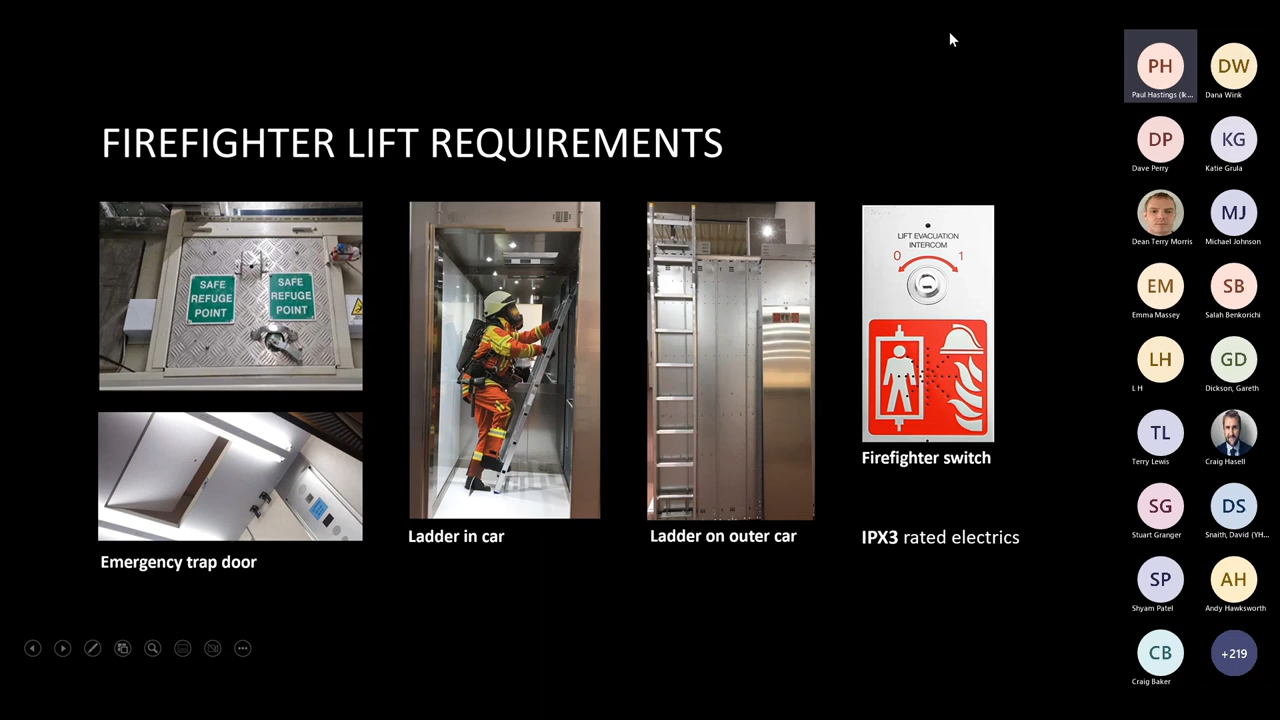 FIREFIGHTER LIFT REQUIREMENTS
SAFE
REFUGE
POINT
SAFE
REFUGE
POINT
Emergency trap door
Ladder in car
Ladder on outer car
LIFT EVACUATION
INTERCOM
0 1
Firefighter switch
IPX3 rated electrics
PH
Paul Hastings (Ik...
DW
Dana Wink
DP
Dave Perry
KG
Katie Grula
Dean Terry Morris
MJ
Michael Johnson
EM
Emma Massey
SB
Salah Benkorichi
LH
L H
GD
Dickson, Gareth
TL
Terry Lewis
Craig Hasell
SG
Stuart Granger
DS
Snaith, David (YH...
SP
Shyam Patel
AH
Andy Hawksworth
CB
Craig Baker
+219